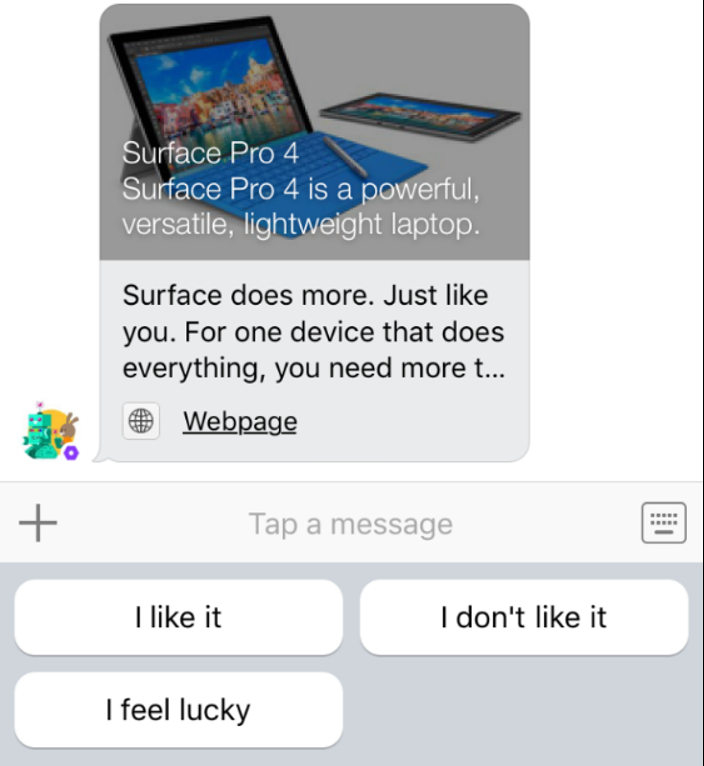 Surface Pro 4
Surface Pro 4 is a powerful,
versatile, lightweight laptop.
Surface does more. Just like
you. For one device that does
everything, you need more t...
Webpage
Tap a message
I like it
I don't like it
I feel lucky